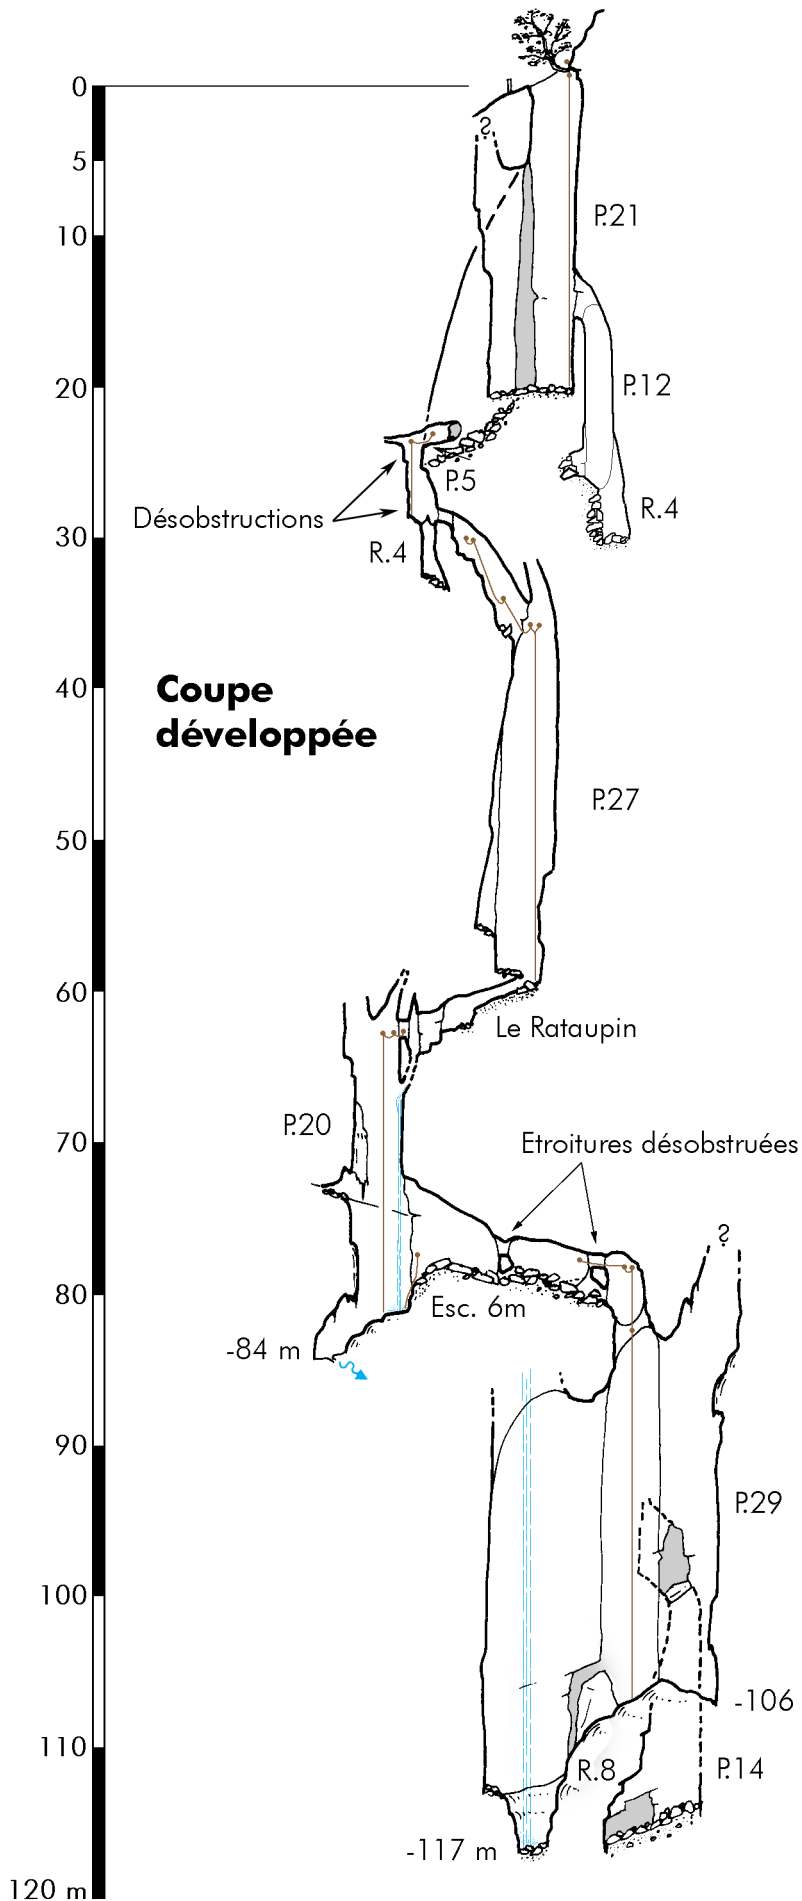 0
?
5
P.21
10
20
P.12
P.5
R.4
Désobstructions
30
R.4
Coupe
développée
40
P.27
50
60
Le Rataupin
P.20
70
Etroitures désobstruées
?
80
Esc. 6m
-84 m
90
P.29
100
-106
110
R.8
P.14
-117 m
120 m